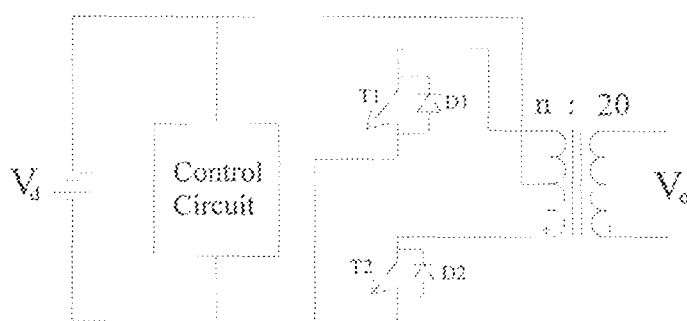 T1
D1
n : 20
Control
Circuit
Vd
Vo
T2
D2